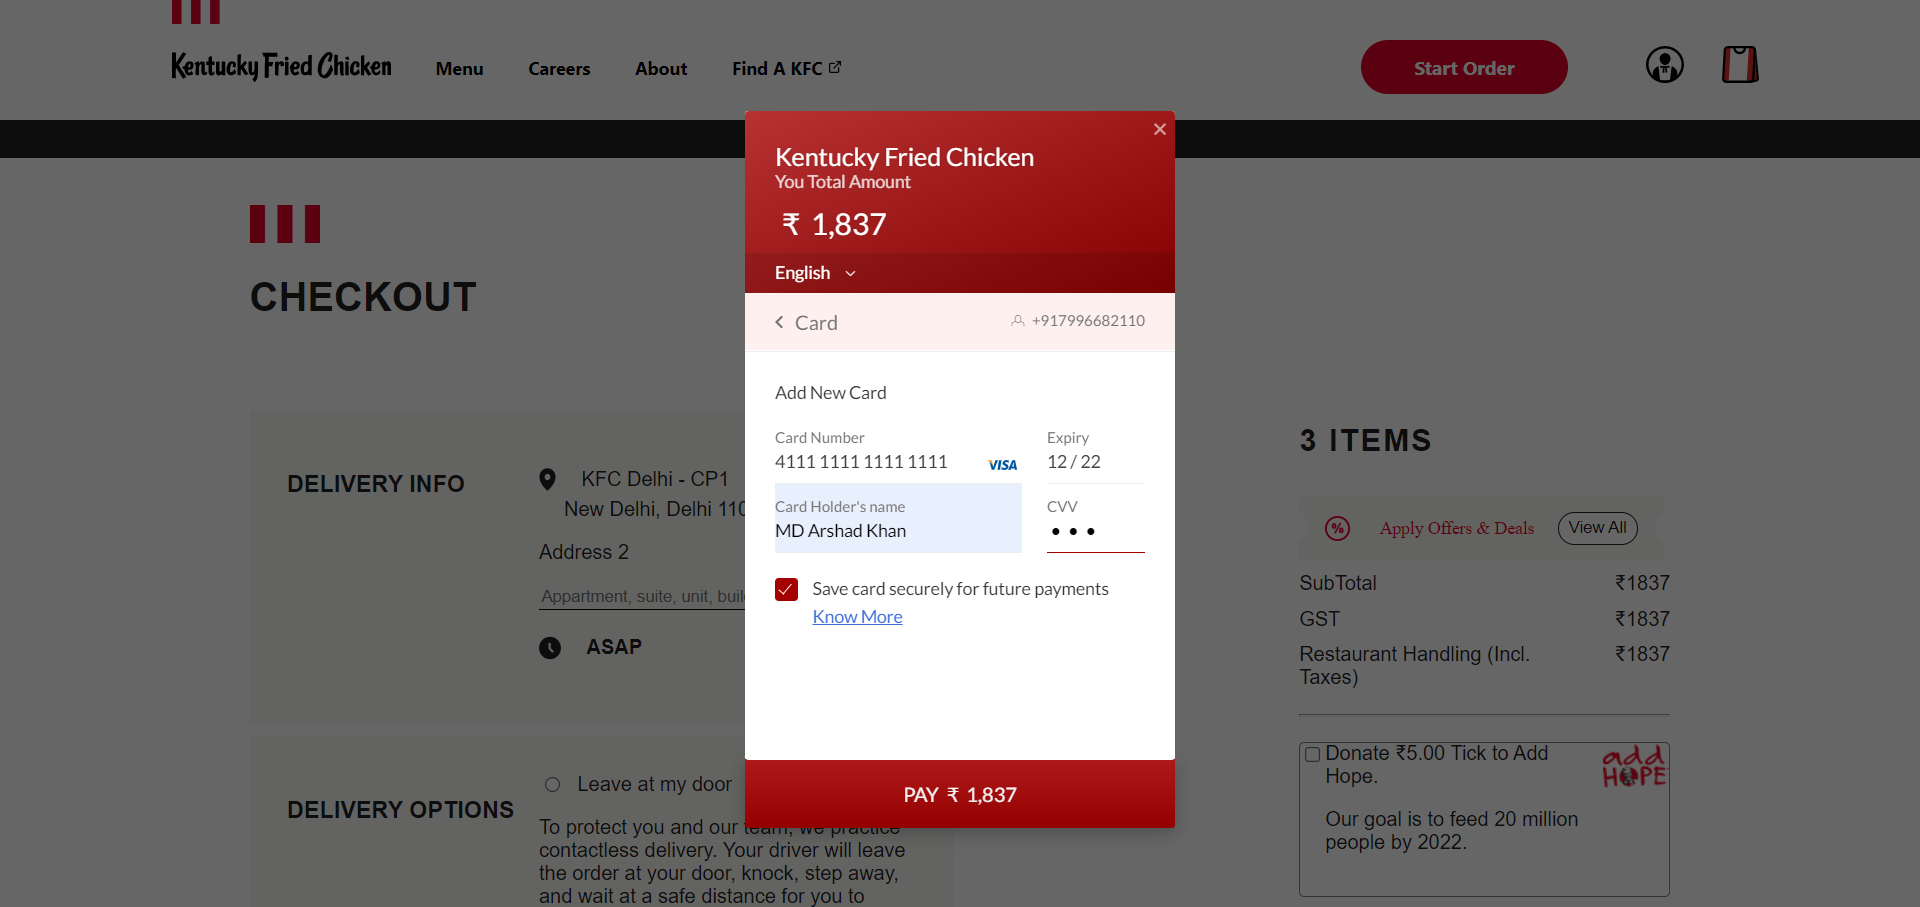 Kentucky Fried Chicken
Menu
Careers
About
Find A KFC
Start Order
Kentucky Fried Chicken
You Total Amount
₹ 1,837
English
Card
+917996682110
Add New Card
Card Number
Expiry
4111 1111 1111 1111
VISA
12 / 22
Card Holder's name
CVV
MD Arshad Khan
Save card securely for future payments
Know More
PAY ₹ 1,837
CHECKOUT
DELIVERY INFO
KFC Delhi - CP1
New Delhi, Delhi 110
Address 2
Appartment, suite, unit, buil
ASAP
DELIVERY OPTIONS
Leave at my door
To protect you and our team, we practice
contactless delivery. Your driver will leave
the order at your door, knock, step away,
and wait at a safe distance for you to
3 ITEMS
% Apply Offers & Deals
View All
SubTotal ₹1837
GST ₹1837
Restaurant Handling (Incl. ₹1837
Taxes)
Donate ₹5.00 Tick to Add
Hope.
add
HOPE
Our goal is to feed 20 million
people by 2022.